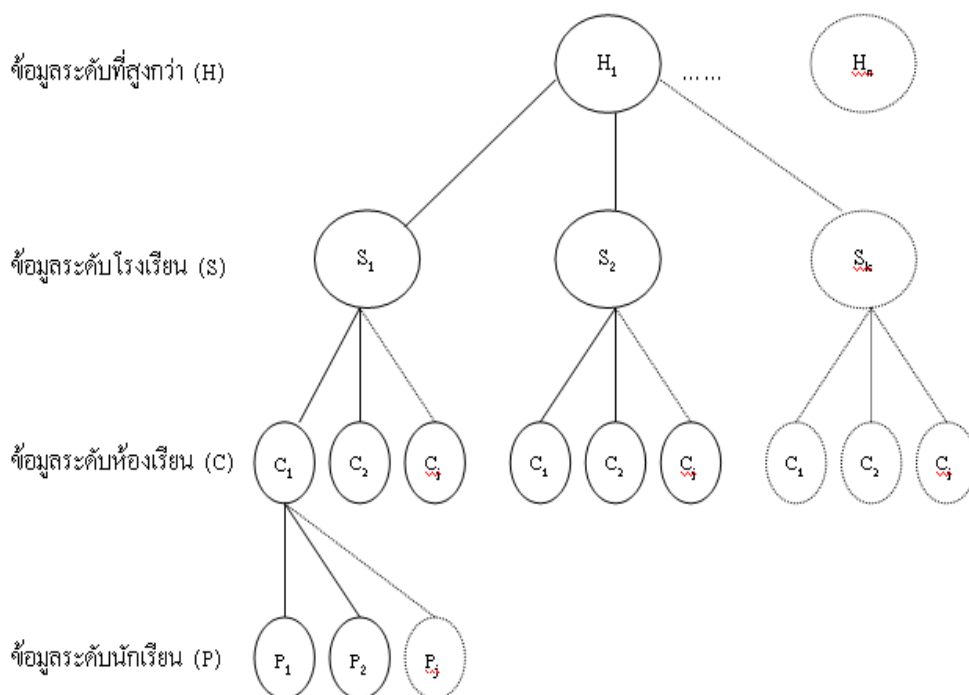 ข้อมูลระดับที่สูงกว่า (H) H₁ ...... Hₙ
ข้อมูลระดับโรงเรียน (S) S₁ S₂ Sₖ
ข้อมูลระดับห้องเรียน (C) C₁ C₂ Cⱼ C₁ C₂ Cⱼ C₁ C₂ Cⱼ
ข้อมูลระดับนักเรียน (P) P₁ P₂ Pⱼ